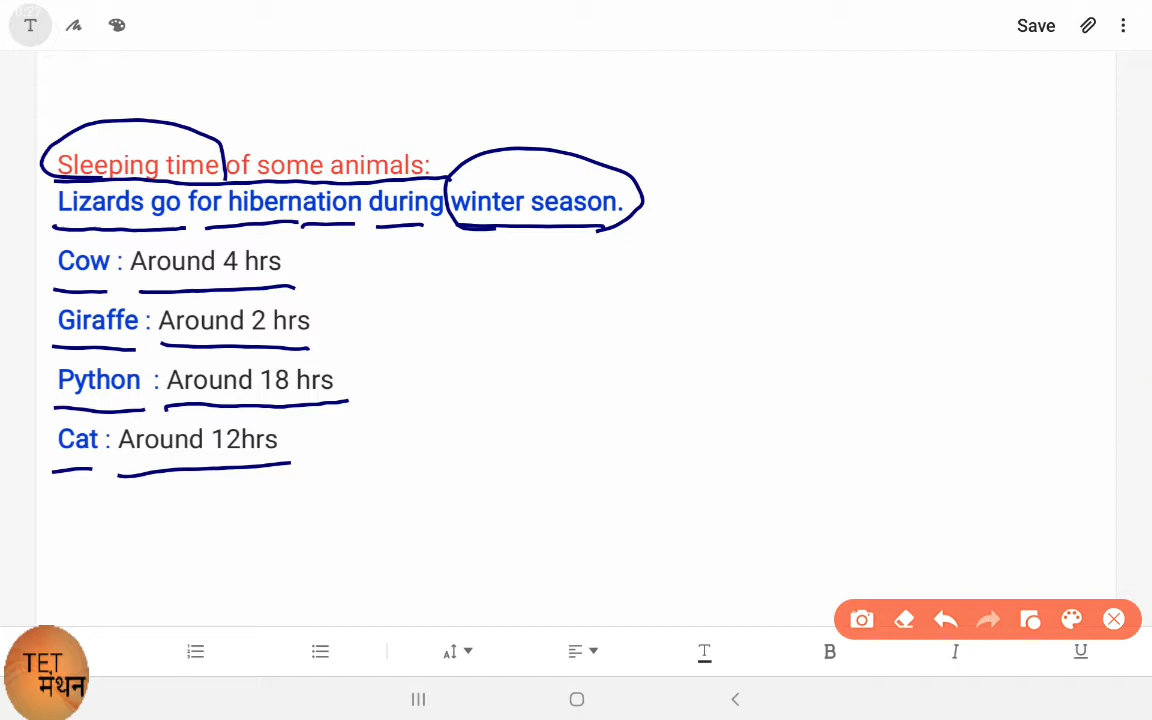 Save
Sleeping time of some animals:
Lizards go for hibernation during winter season.
Cow : Around 4 hrs
Giraffe : Around 2 hrs
Python : Around 18 hrs
Cat : Around 12hrs
TET
मंथन